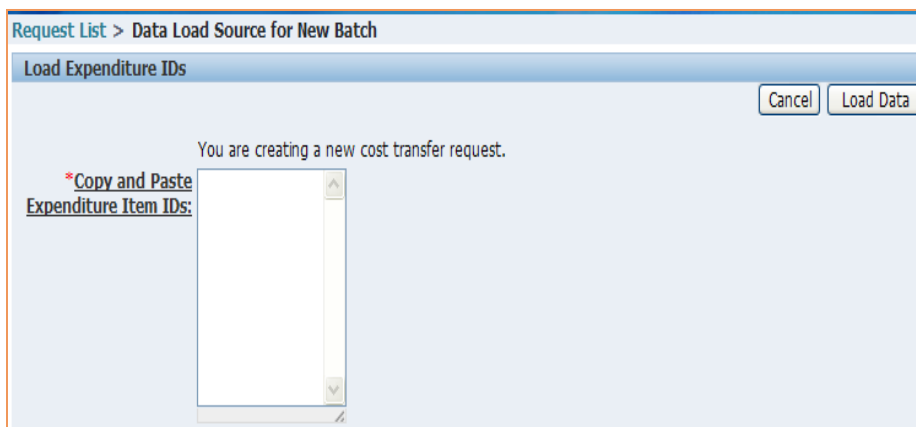 Request List > Data Load Source for New Batch
Load Expenditure IDs
Cancel Load Data
You are creating a new cost transfer request.
*Copy and Paste
Expenditure Item IDs: